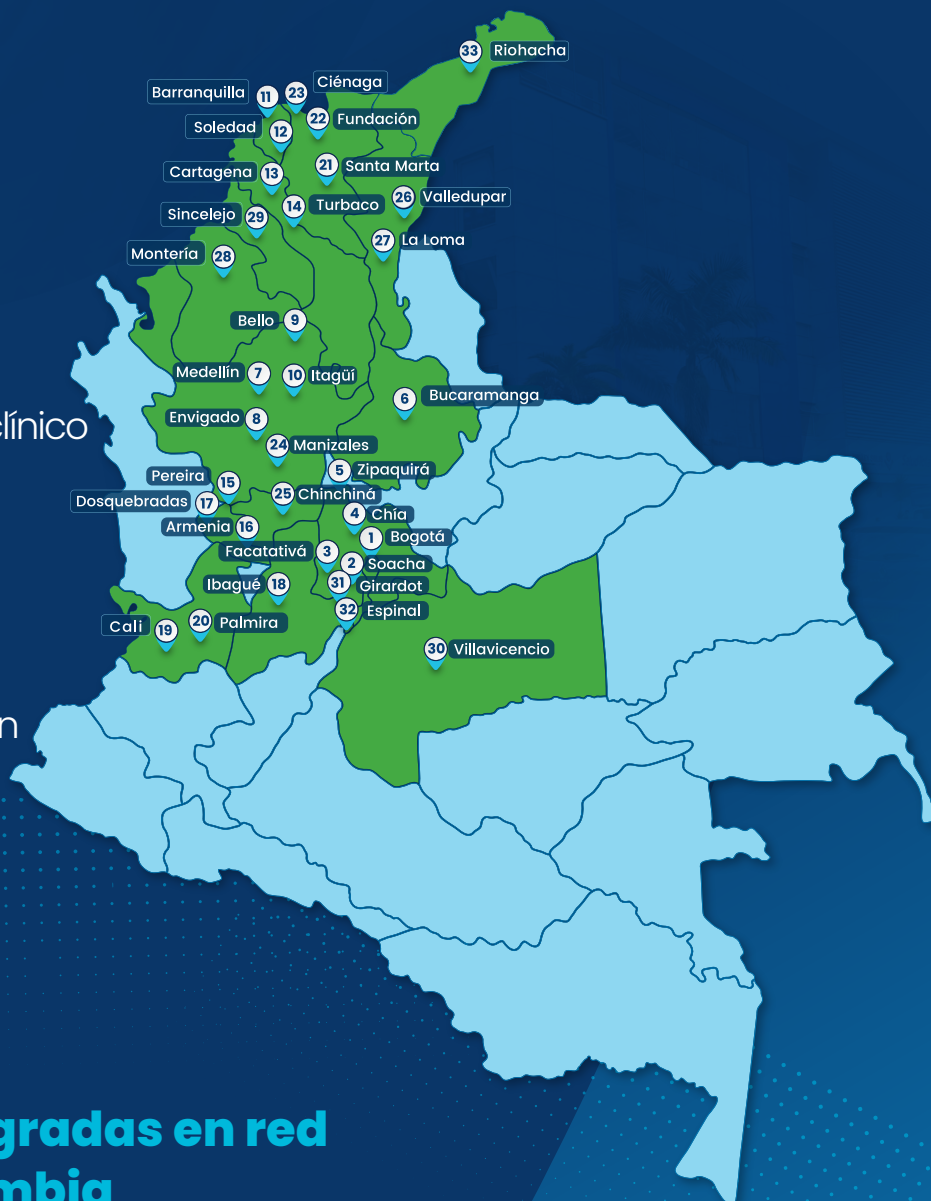 33 Riohacha
Ciénaga
Barranquilla 11 23
22 Fundación
Soledad 12
21 Santa Marta
Cartagena 13
26 Valledupar
14 Turbaco
Sincelejo 29
27 La Loma
Montería 28
Bello 9
Medellín 7 10 Itagüí
6 Bucaramanga
Envigado 8
línico
24 Manizales
5 Zipaquirá
Pereira 15
25 Chinchiná
Dosquebradas 17
4 Chía
Armenia 16
1 Bogotá
Facatativá 3
2 Soacha
Ibagué 18 31 Girardot
32 Espinal
Cali 19 20 Palmira
30 Villavicencio
n
gradas en red
mbia